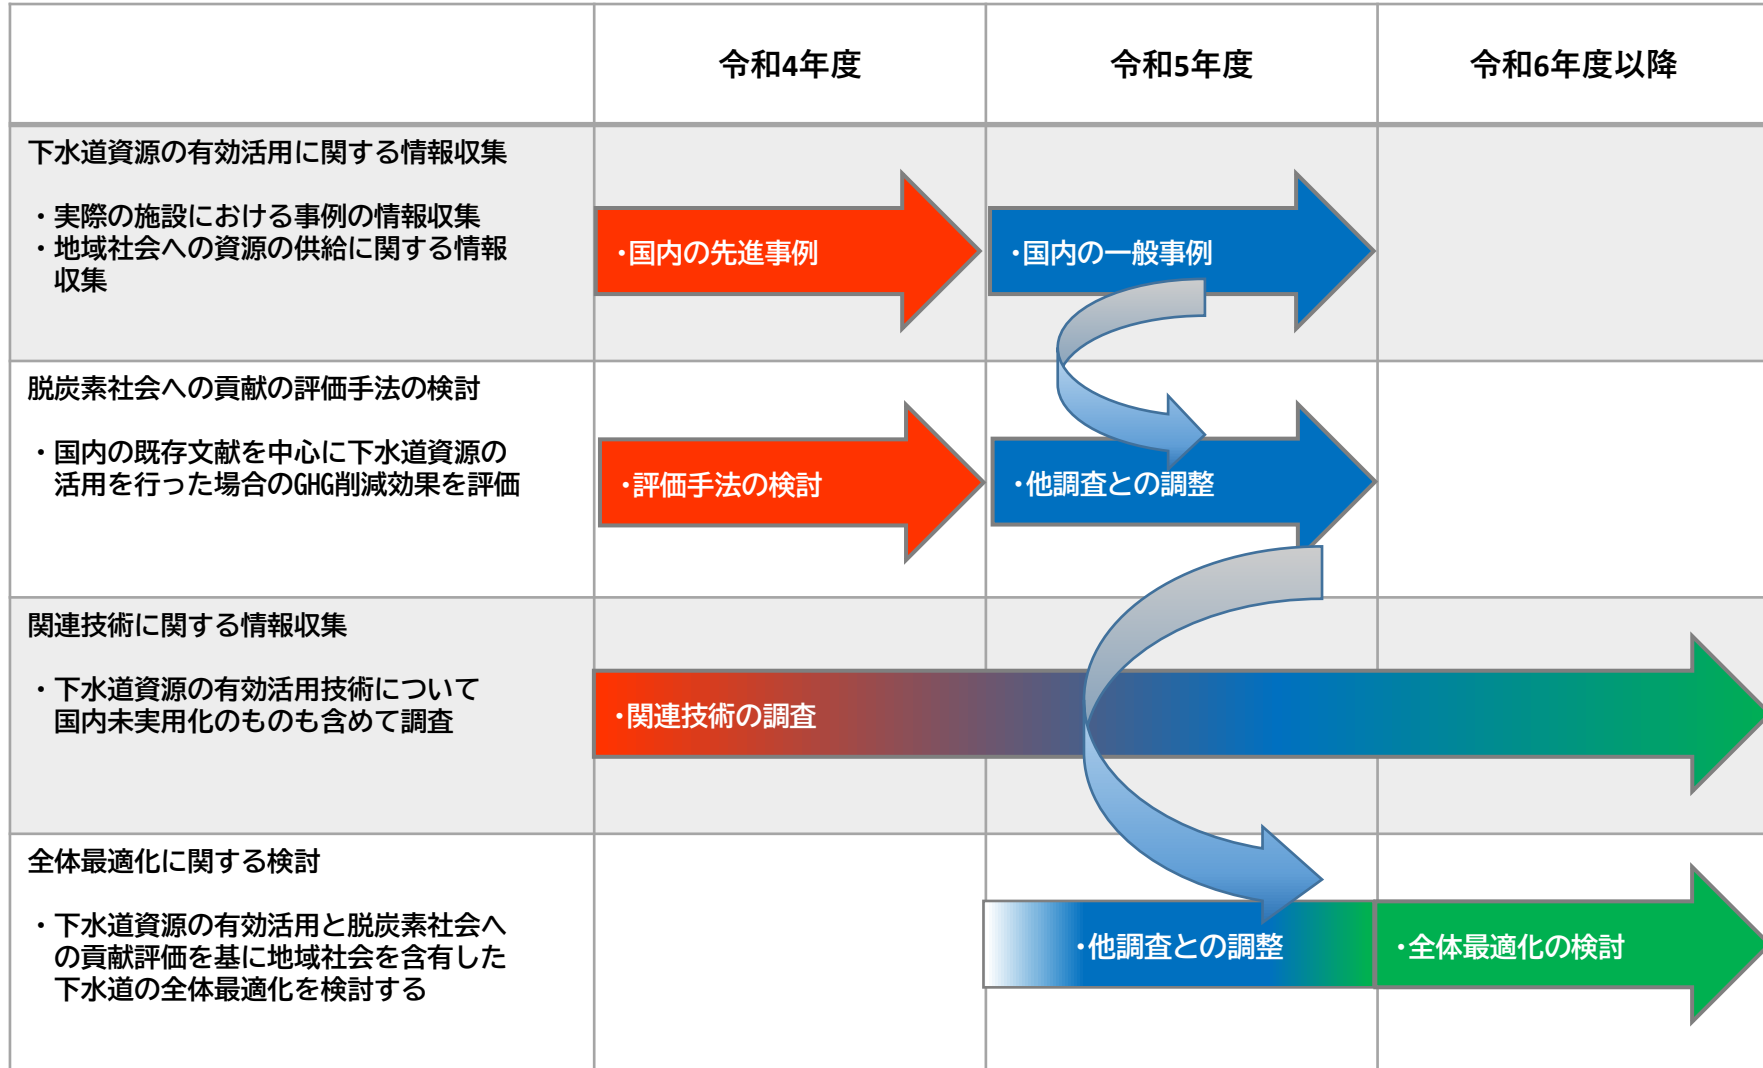 令和4年度 令和5年度 令和6年度以降
下水道資源の有効活用に関する情報収集
・実際の施設における事例の情報収集
・地域社会への資源の供給に関する情報
収集
・国内の先進事例
・国内の一般事例
脱炭素社会への貢献の評価手法の検討
・国内の既存文献を中心に下水道資源の
活用を行った場合のGHG削減効果を評価
・評価手法の検討
・他調査との調整
関連技術に関する情報収集
・下水道資源の有効活用技術について
国内未実用化のものも含めて調査
・関連技術の調査
全体最適化に関する検討
・下水道資源の有効活用と脱炭素社会へ
の貢献評価を基に地域社会を含有した
下水道の全体最適化を検討する
・他調査との調整
・全体最適化の検討